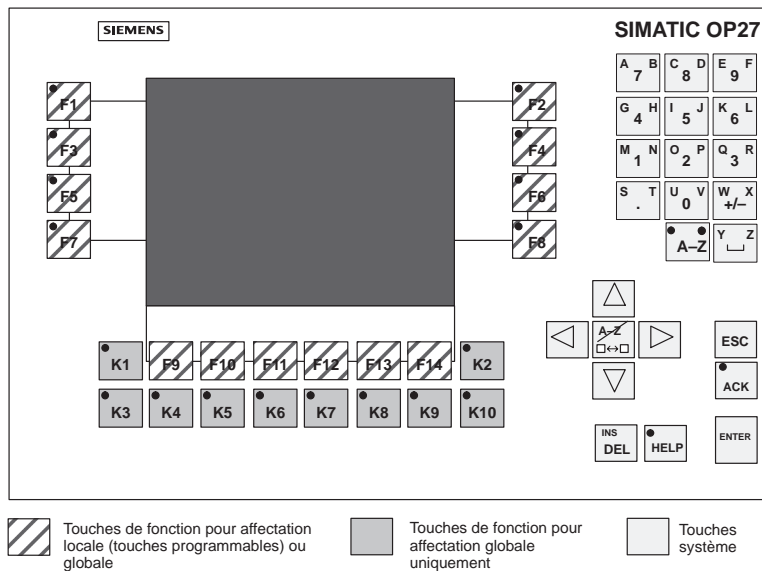 SIEMENS
SIMATIC OP27
A 7 B C 8 D E 9 F
G 4 H I 5 J K 6 L
M 1 N O 2 P Q 3 R
S . T U 0 V W +/– X
A–Z Y Z
F1 F2
F3 F4
F5 F6
F7 F8
A–Z
ESC
K1 F9 F10 F11 F12 F13 F14 K2
ACK
K3 K4 K5 K6 K7 K8 K9 K10
INS
DEL HELP ENTER
Touches de fonction pour affectation
locale (touches programmables) ou
globale
Touches de fonction pour
affectation globale
uniquement
Touches
système